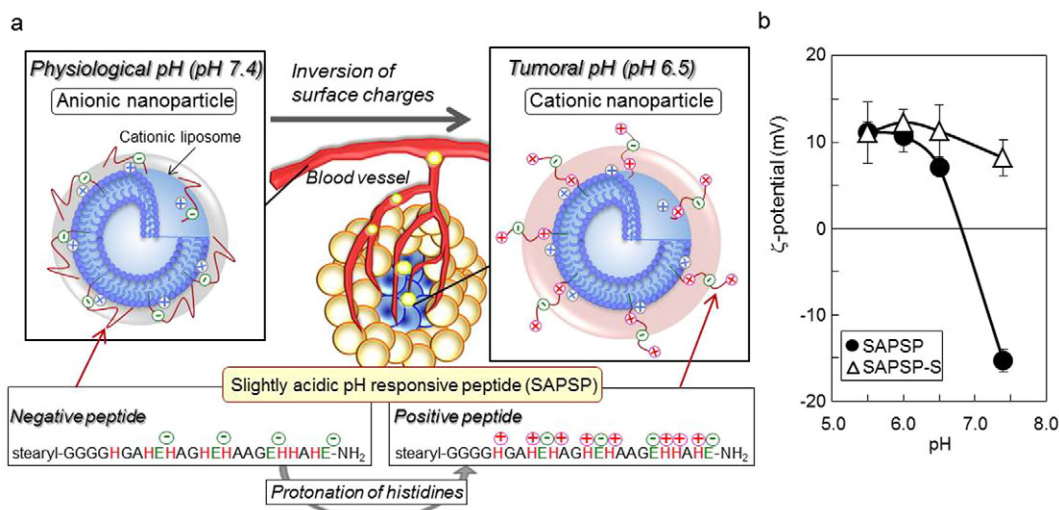 a
Physiological pH (pH 7.4)
Anionic nanoparticle
Cationic liposome
Inversion of
surface charges
Blood vessel
Tumoral pH (pH 6.5)
Cationic nanoparticle
Slightly acidic pH responsive peptide (SAPSP)
Negative peptide
stearyl-GGGGHGAHEHAGHEHAAGEHHAHE-NH2
Positive peptide
stearyl-GGGGHGAHEHAGHEHAAGEHHAHE-NH2
Protonation of histidines
b
ζ-potential (mV)
20
10
0
-10
-20
SAPSP
SAPSP-S
5.0 6.0 7.0 8.0
pH